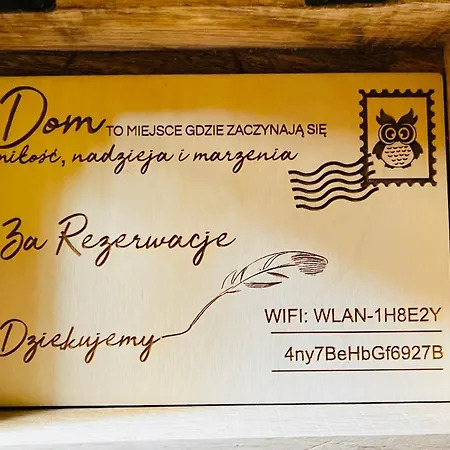 Dom TO MIEJSCE GDZIE ZACZYNAJĄ SIĘ
miłość, nadzieja i marzenia
Za Rezerwacje
Dziękujemy
WIFI: WLAN-1H8E2Y
4ny7BeHbGf6927B